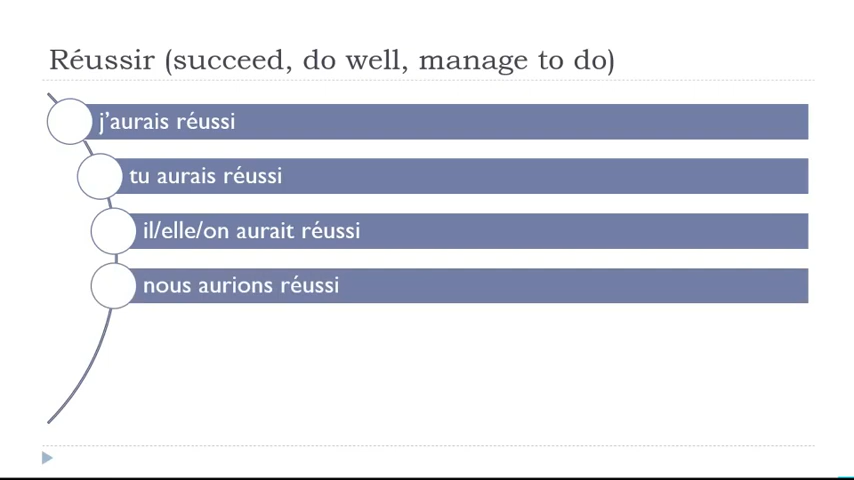 Réussir (succeed, do well, manage to do)
j’aurais réussi
tu aurais réussi
il/elle/on aurait réussi
nous aurions réussi